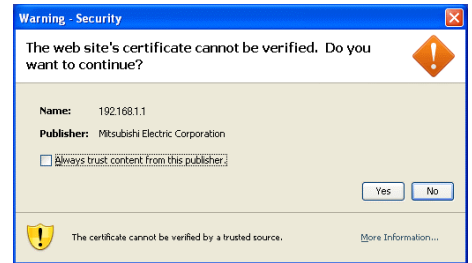 Warning - Security
The web site's certificate cannot be verified. Do you
want to continue?
Name: 192.168.1.1
Publisher: Mitsubishi Electric Corporation
Always trust content from this publisher.
Yes No
The certificate cannot be verified by a trusted source. More Information...